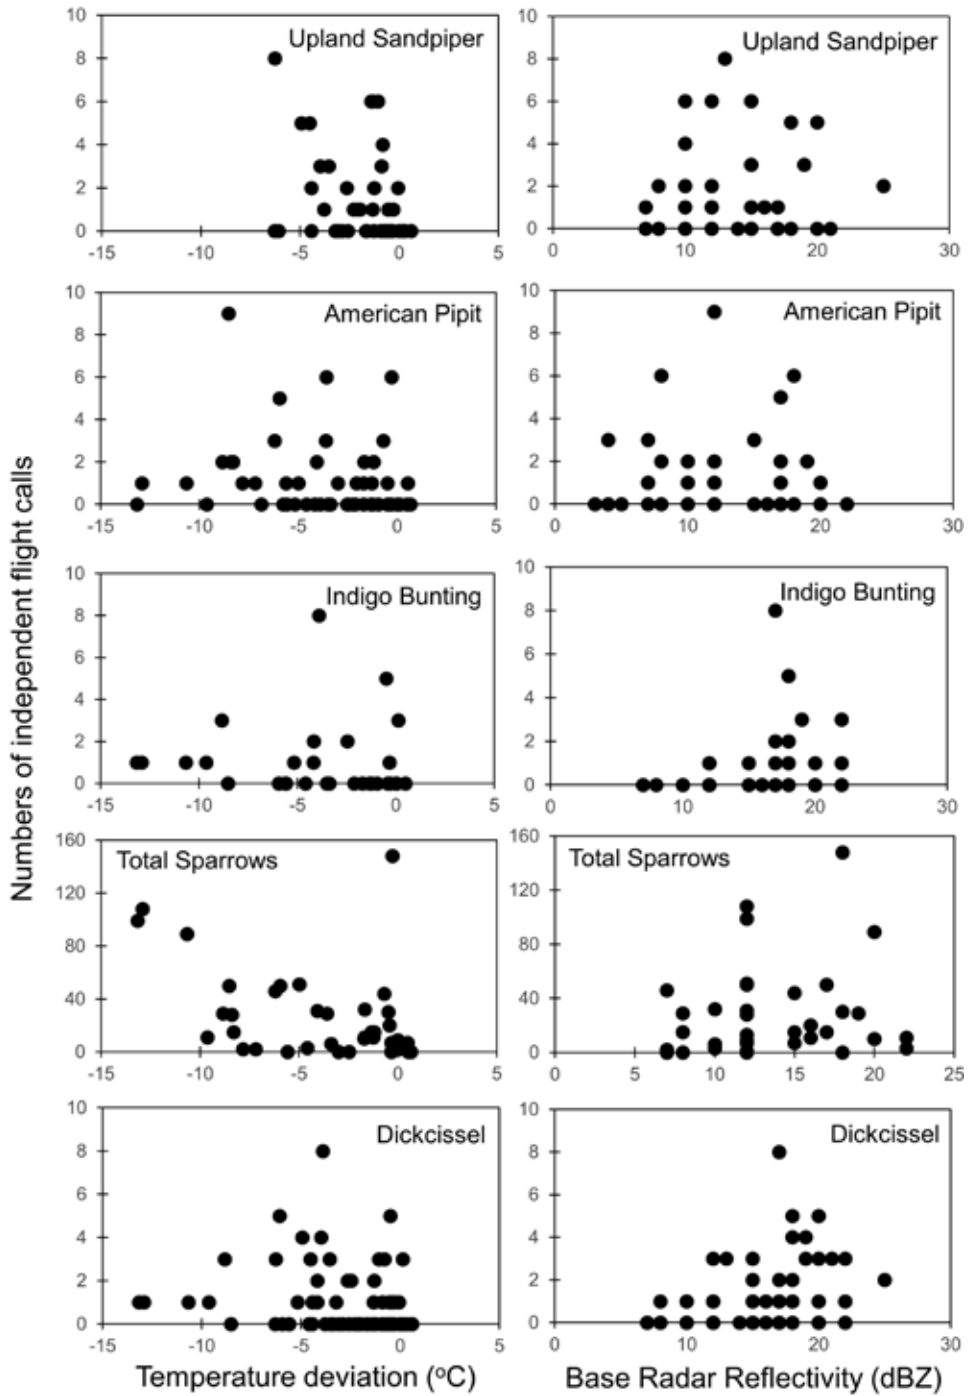 Numbers of independent flight calls
Upland Sandpiper
10
8
6
4
2
0
-15 -10 -5 0 5
Upland Sandpiper
10
8
6
4
2
0
0 10 20 30
American Pipit
10
8
6
4
2
0
-15 -10 -5 0 5
American Pipit
10
8
6
4
2
0
0 10 20 30
Indigo Bunting
10
8
6
4
2
0
-15 -10 -5 0 5
Indigo Bunting
10
8
6
4
2
0
0 10 20 30
Total Sparrows
160
120
80
40
0
-15 -10 -5 0 5
Total Sparrows
160
120
80
40
0
0 5 10 15 20 25
Dickcissel
10
8
6
4
2
0
-15 -10 -5 0 5
Dickcissel
10
8
6
4
2
0
0 10 20 30
Temperature deviation (ºC)
Base Radar Reflectivity (dBZ)